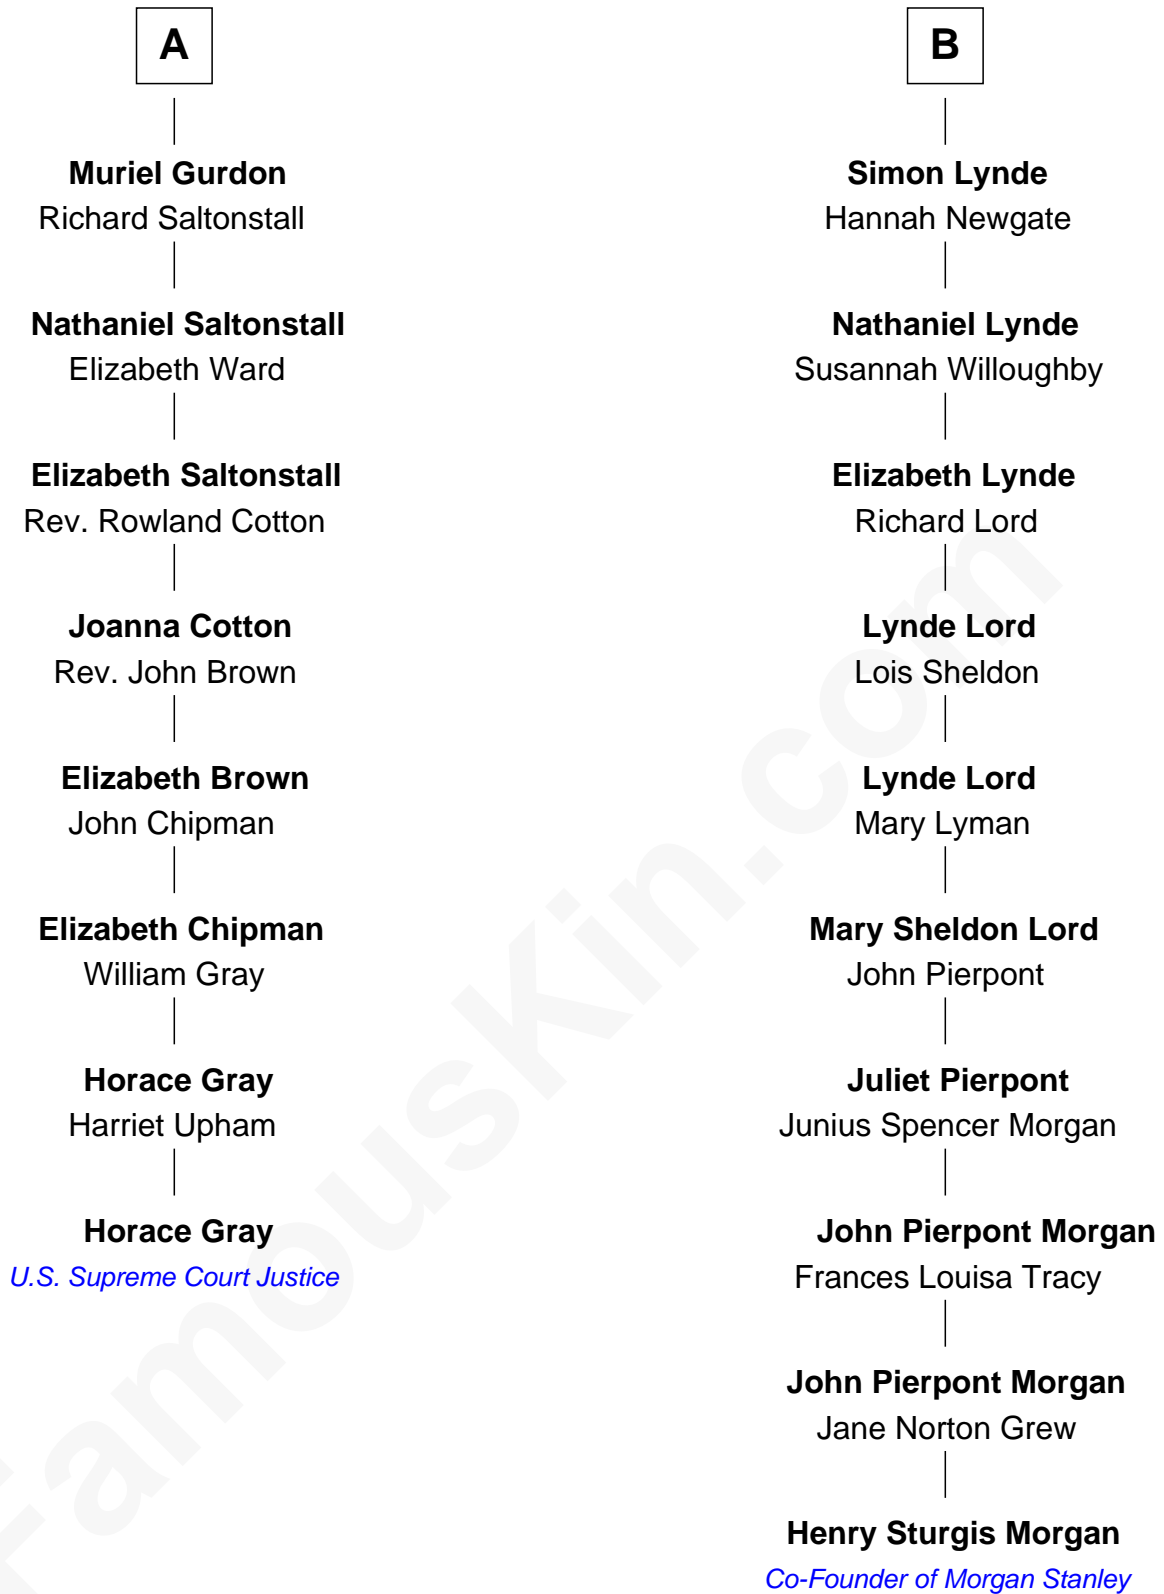 A
Muriel Gurdon
Richard Saltonstall
Nathaniel Saltonstall
Elizabeth Ward
Elizabeth Saltonstall
Rev. Rowland Cotton
Joanna Cotton
Rev. John Brown
Elizabeth Brown
John Chipman
Elizabeth Chipman
William Gray
Horace Gray
Harriet Upham
Horace Gray
U.S. Supreme Court Justice
B
Simon Lynde
Hannah Newgate
Nathaniel Lynde
Susannah Willoughby
Elizabeth Lynde
Richard Lord
Lynde Lord
Lois Sheldon
Lynde Lord
Mary Lyman
Mary Sheldon Lord
John Pierpont
Juliet Pierpont
Junius Spencer Morgan
John Pierpont Morgan
Frances Louisa Tracy
John Pierpont Morgan
Jane Norton Grew
Henry Sturgis Morgan
Co-Founder of Morgan Stanley
FamousKin.com